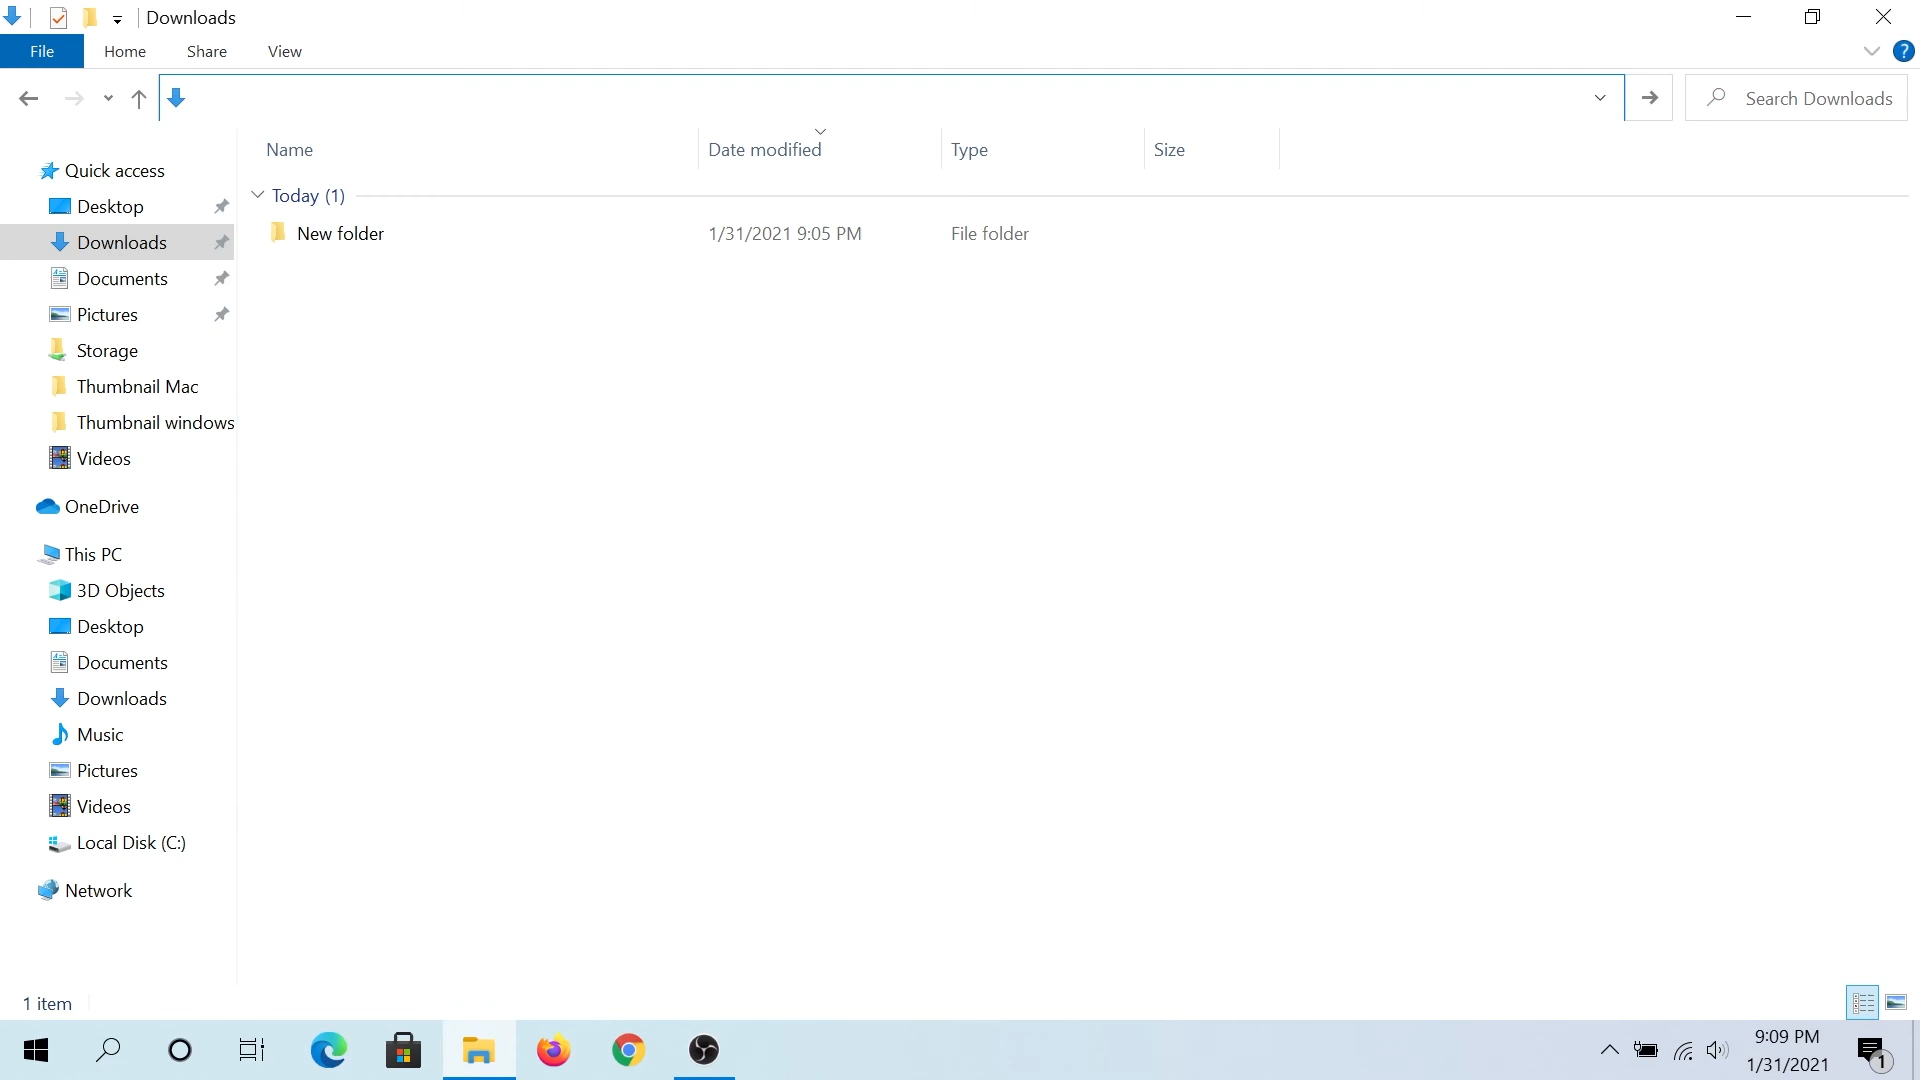 Downloads
File Home Share View
?
Search Downloads
Name Date modified Type Size
Today (1)
New folder 1/31/2021 9:05 PM File folder
Quick access
Desktop
Downloads
Documents
Pictures
Storage
Thumbnail Mac
Thumbnail windows
Videos
OneDrive
This PC
3D Objects
Desktop
Documents
Downloads
Music
Pictures
Videos
Local Disk (C:)
Network
1 item
9:09 PM
1/31/2021
1